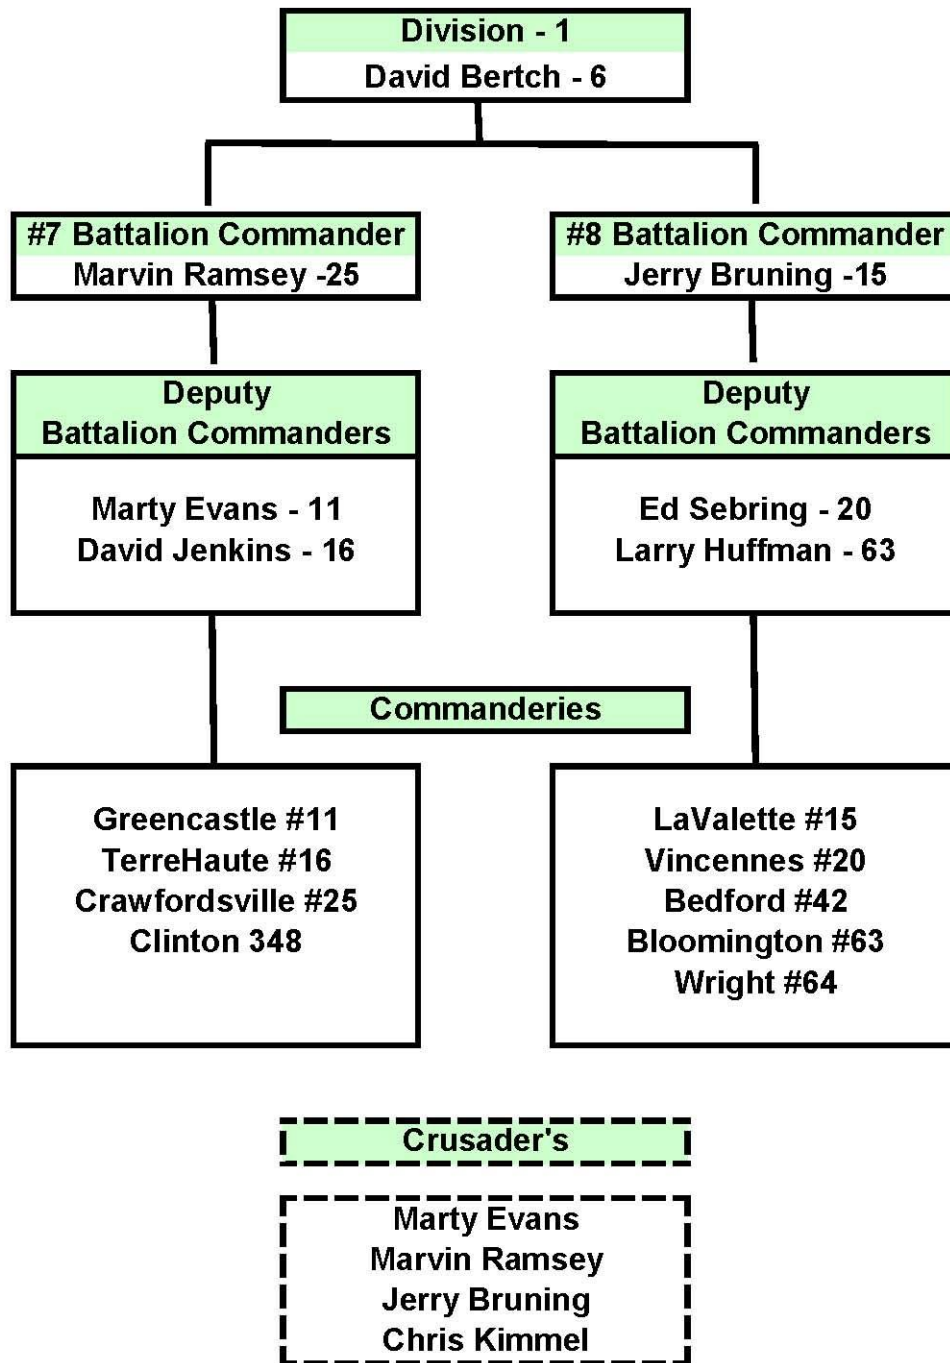 Division - 1
David Bertch - 6
#7 Battalion Commander
Marvin Ramsey -25
#8 Battalion Commander
Jerry Bruning -15
Deputy
Battalion Commanders
Marty Evans - 11
David Jenkins - 16
Deputy
Battalion Commanders
Ed Sebring - 20
Larry Huffman - 63
Commanderies
Greencastle #11
TerreHaute #16
Crawfordsville #25
Clinton 348
LaValette #15
Vincennes #20
Bedford #42
Bloomington #63
Wright #64
Crusader's
Marty Evans
Marvin Ramsey
Jerry Bruning
Chris Kimmel